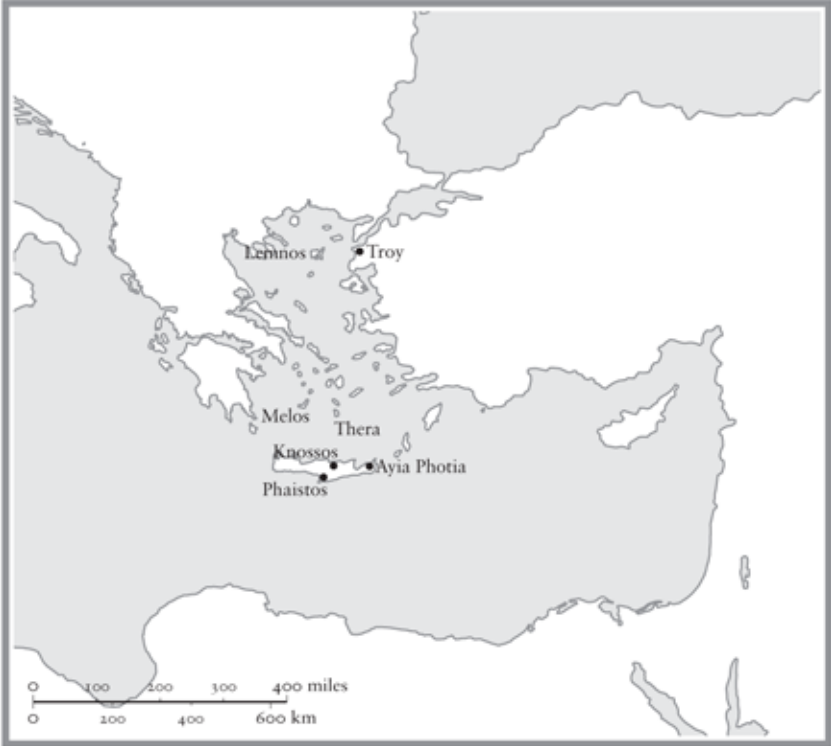 Lemnos
Troy
Melos
Thera
Knossos
Ayia Photia
Phaistos
0 100 200 300 400 miles
0 200 400 600 km